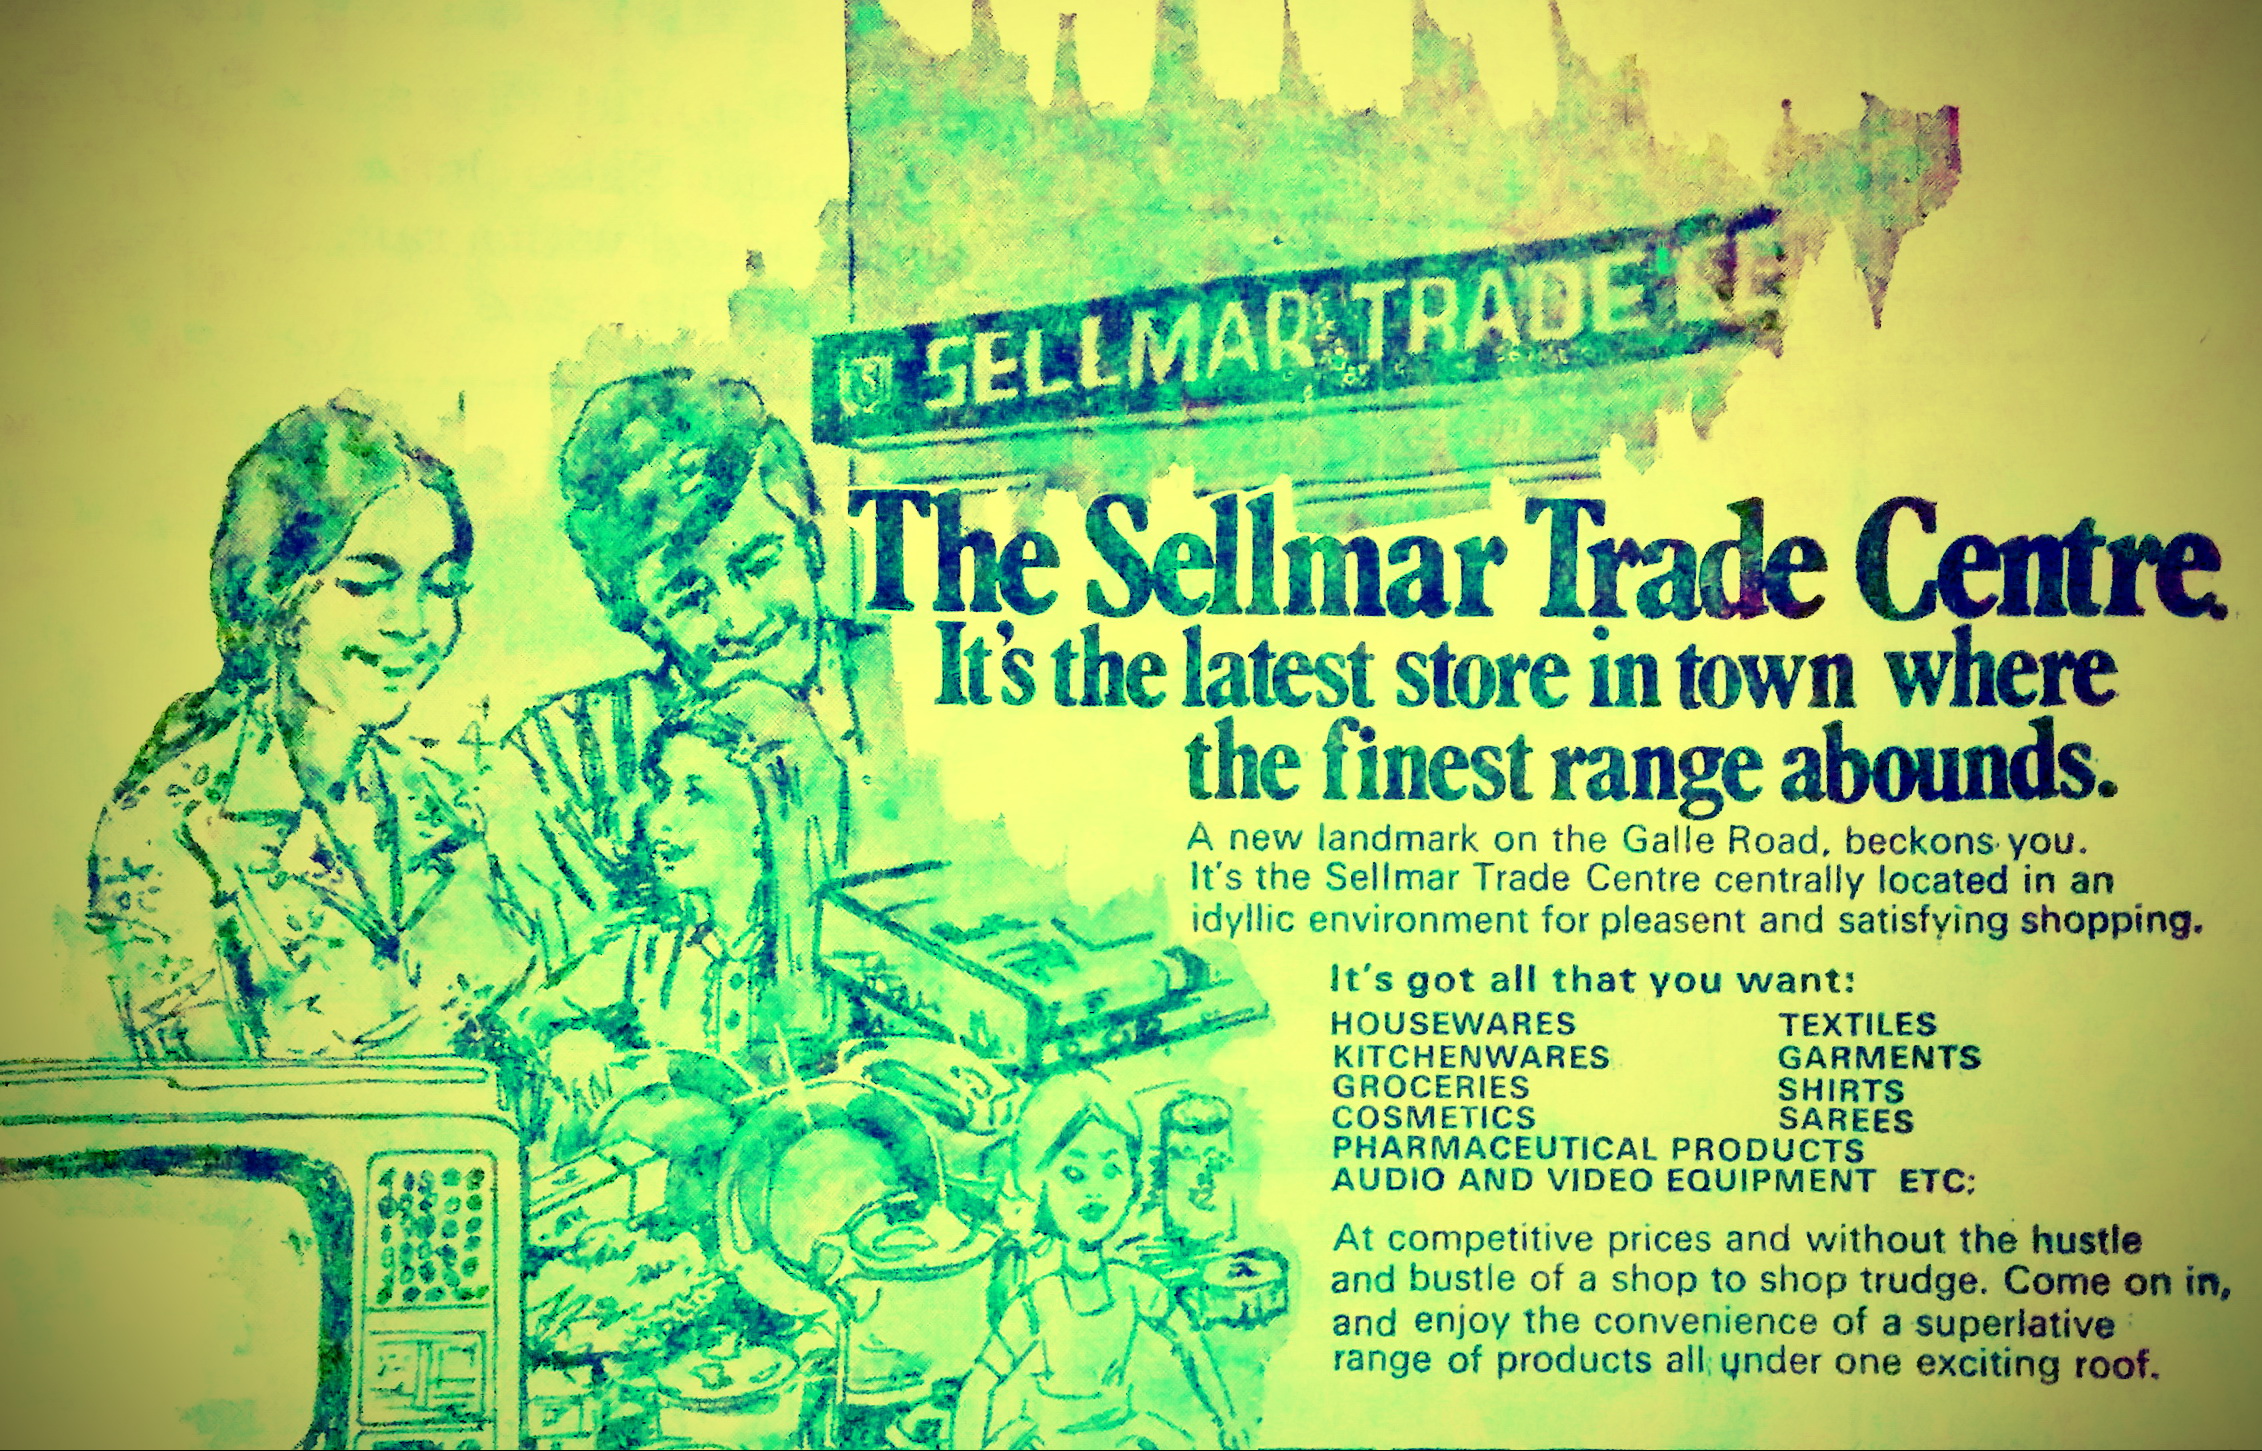 SELLMAR TRADE CE
The Sellmar Trade Centre.
It's the latest store in town where
the finest range abounds.
A new landmark on the Galle Road, beckons you.
It's the Sellmar Trade Centre centrally located in an
idyllic environment for pleasent and satisfying shopping.
It's got all that you want:
HOUSEWARES TEXTILES
KITCHENWARES GARMENTS
GROCERIES SHIRTS
COSMETICS SAREES
PHARMACEUTICAL PRODUCTS
AUDIO AND VIDEO EQUIPMENT ETC:
At competitive prices and without the hustle
and bustle of a shop to shop trudge. Come on in,
and enjoy the convenience of a superlative
range of products all under one exciting roof.